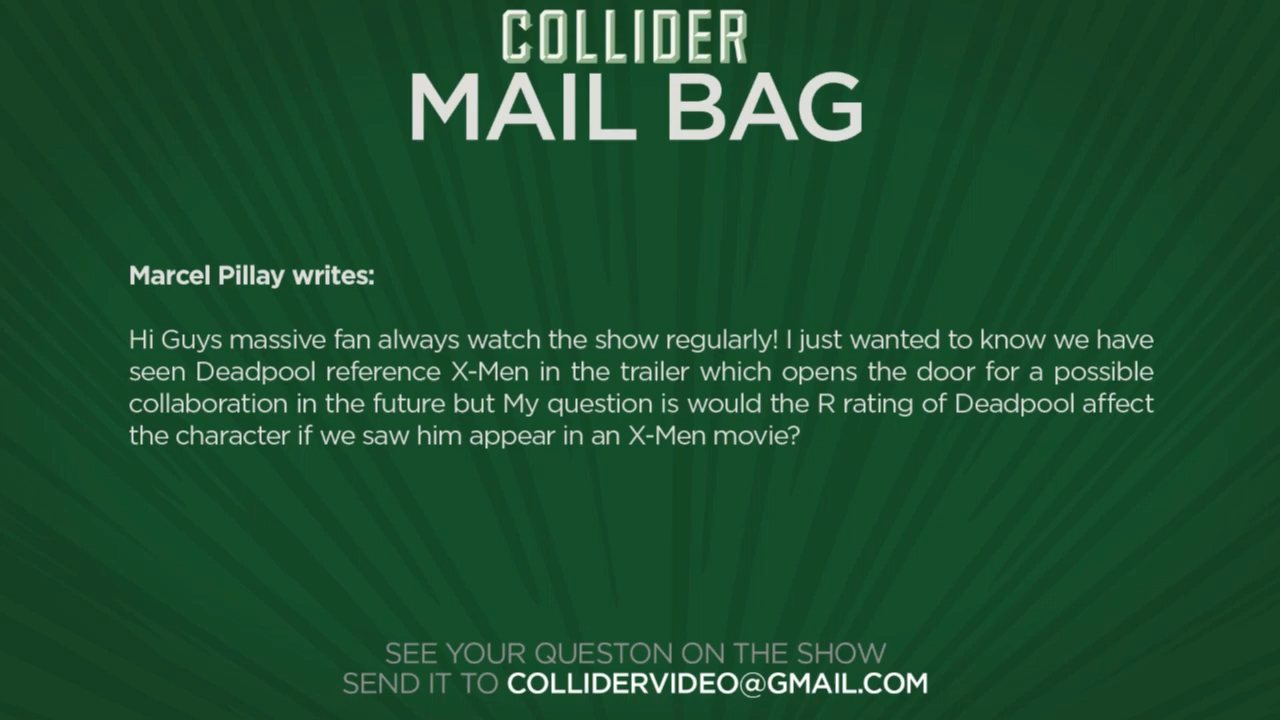 COLLIDER
MAIL BAG
Marcel Pillay writes:
Hi Guys massive fan always watch the show regularly! I just wanted to know we have
seen Deadpool reference X-Men in the trailer which opens the door for a possible
collaboration in the future but My question is would the R rating of Deadpool affect
the character if we saw him appear in an X-Men movie?
SEE YOUR QUESTON ON THE SHOW
SEND IT TO COLLIDERVIDEO@GMAIL.COM